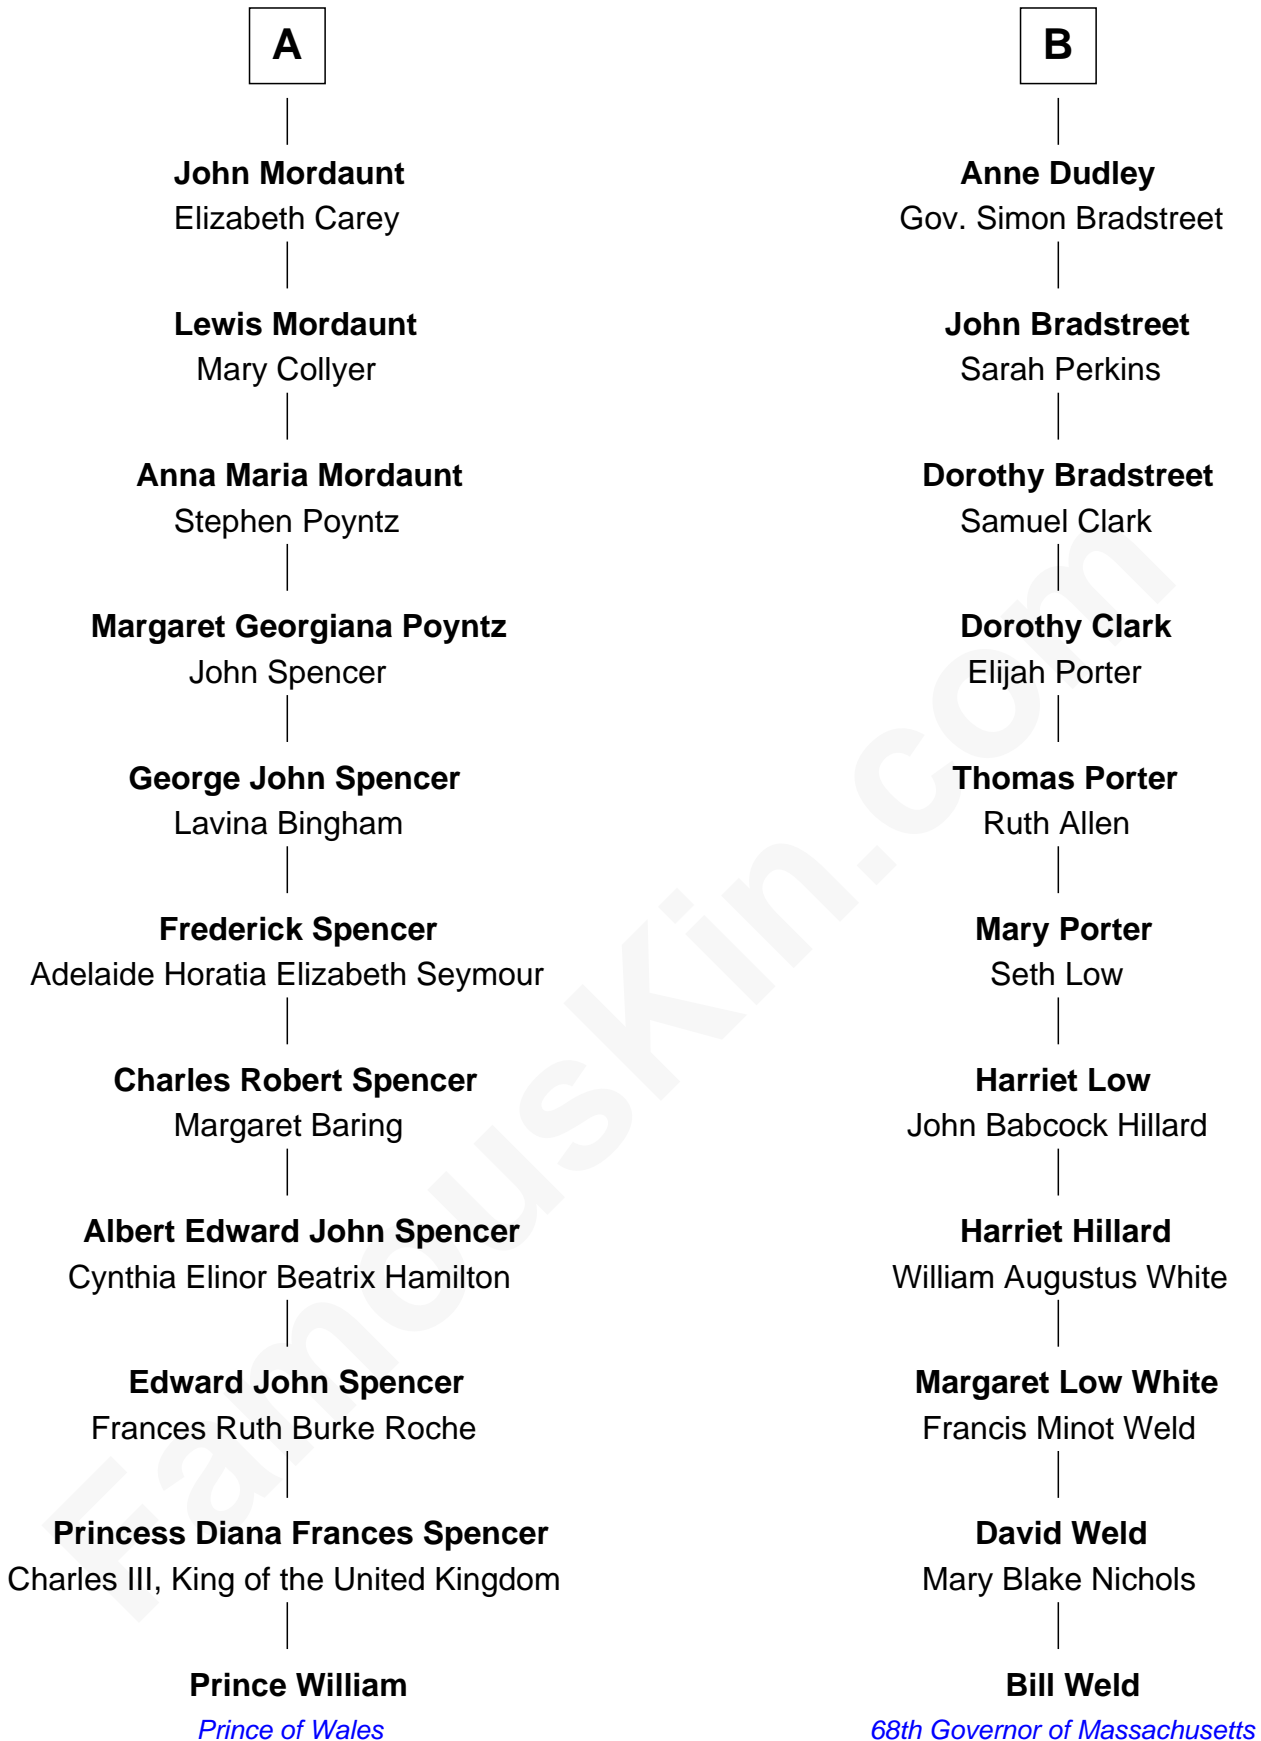 A
John Mordaunt
Elizabeth Carey
Lewis Mordaunt
Mary Collyer
Anna Maria Mordaunt
Stephen Poyntz
Margaret Georgiana Poyntz
John Spencer
George John Spencer
Lavina Bingham
Frederick Spencer
Adelaide Horatia Elizabeth Seymour
Charles Robert Spencer
Margaret Baring
Albert Edward John Spencer
Cynthia Elinor Beatrix Hamilton
Edward John Spencer
Frances Ruth Burke Roche
Princess Diana Frances Spencer
Charles III, King of the United Kingdom
Prince William
Prince of Wales
B
Anne Dudley
Gov. Simon Bradstreet
John Bradstreet
Sarah Perkins
Dorothy Bradstreet
Samuel Clark
Dorothy Clark
Elijah Porter
Thomas Porter
Ruth Allen
Mary Porter
Seth Low
Harriet Low
John Babcock Hillard
Harriet Hillard
William Augustus White
Margaret Low White
Francis Minot Weld
David Weld
Mary Blake Nichols
Bill Weld
68th Governor of Massachusetts
FamousKin.com